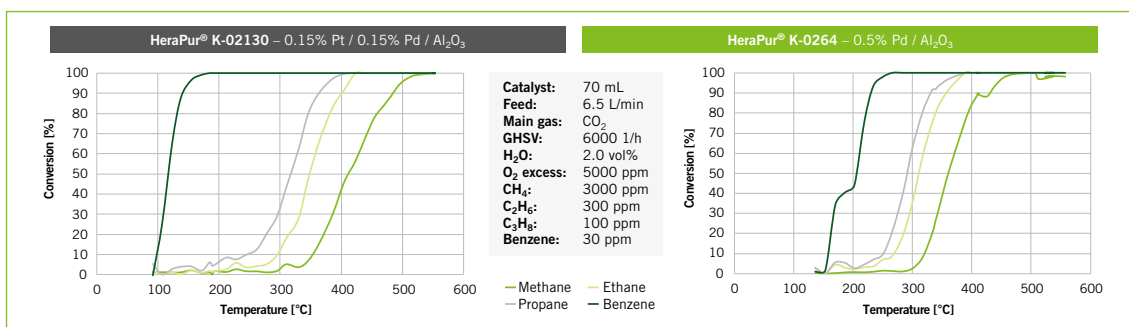 HeraPur® K-02130 – 0.15% Pt / 0.15% Pd / Al₂O₃
HeraPur® K-0264 – 0.5% Pd / Al₂O₃
Conversion [%]
100
90
80
70
60
50
40
30
20
10
0
0 100 200 300 400 500 600
Temperature [°C]
Catalyst: 70 mL
Feed: 6.5 L/min
Main gas: CO₂
GHSV: 6000 1/h
H₂O: 2.0 vol%
O₂ excess: 5000 ppm
CH₄: 3000 ppm
C₂H₆: 300 ppm
C₃H₈: 100 ppm
Benzene: 30 ppm
Methane Ethane
Propane Benzene
Conversion [%]
100
90
80
70
60
50
40
30
20
10
0
0 100 200 300 400 500 600
Temperature [°C]